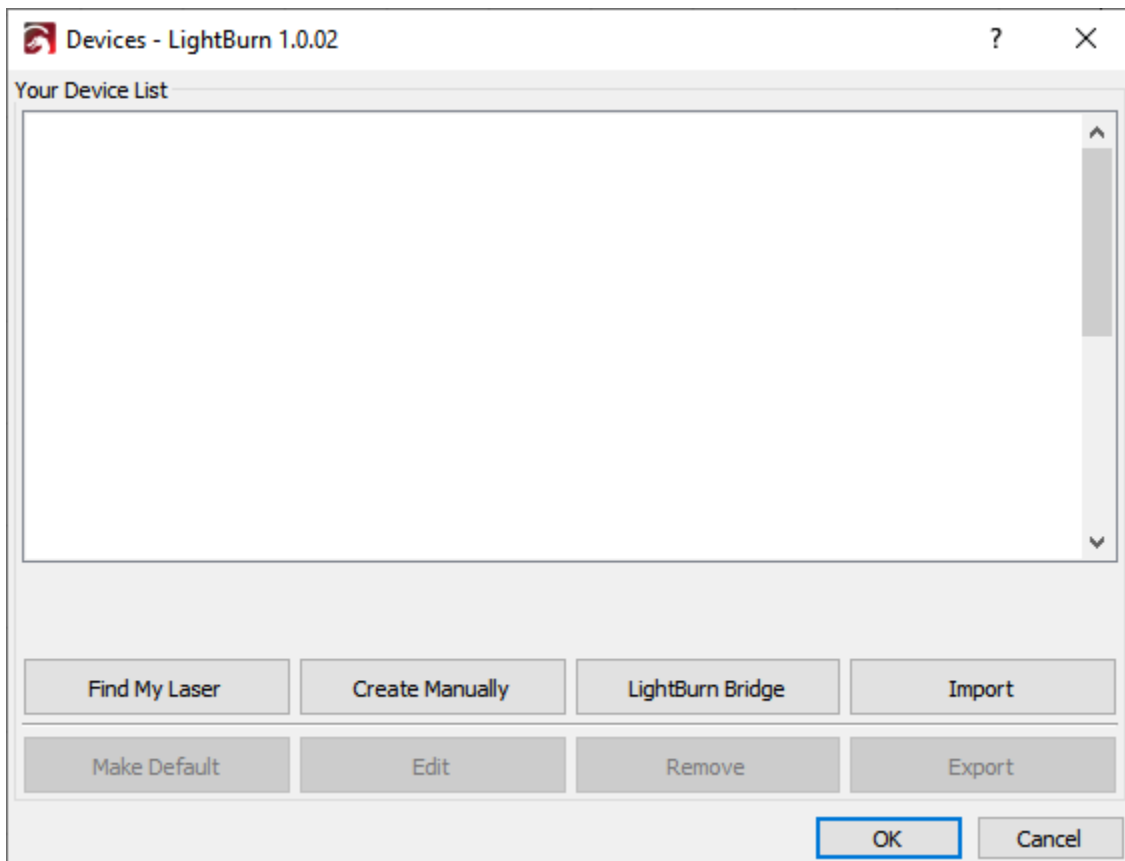 Devices - LightBurn 1.0.02
?
Your Device List
Find My Laser Create Manually LightBurn Bridge Import
Make Default Edit Remove Export
OK Cancel